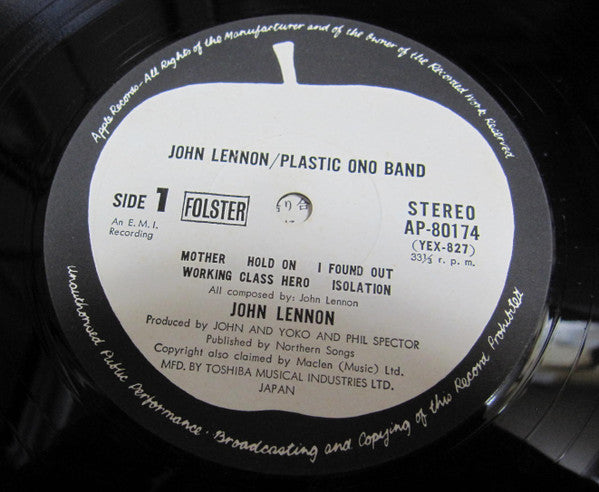 Apple Records-All Rights of the Manufacturer and of the Owner of the Recorded Work Reserved
JOHN LENNON/PLASTIC ONO BAND
SIDE 1
FOLSTER
STEREO
AP-80174
(YEX-827)
33⅓ r. p. m.
An E. M. I.
Recording
MOTHER HOLD ON I FOUND OUT
WORKING CLASS HERO ISOLATION
All composed by: John Lennon
JOHN LENNON
Produced by JOHN AND YOKO AND PHIL SPECTOR
Published by Northern Songs
Copyright also claimed by Maclen (Music) Ltd.
MFD. BY TOSHIBA MUSICAL INDUSTRIES LTD.
JAPAN
Unauthorised Public Performance · Broadcasting and Copying of this Record Prohibited